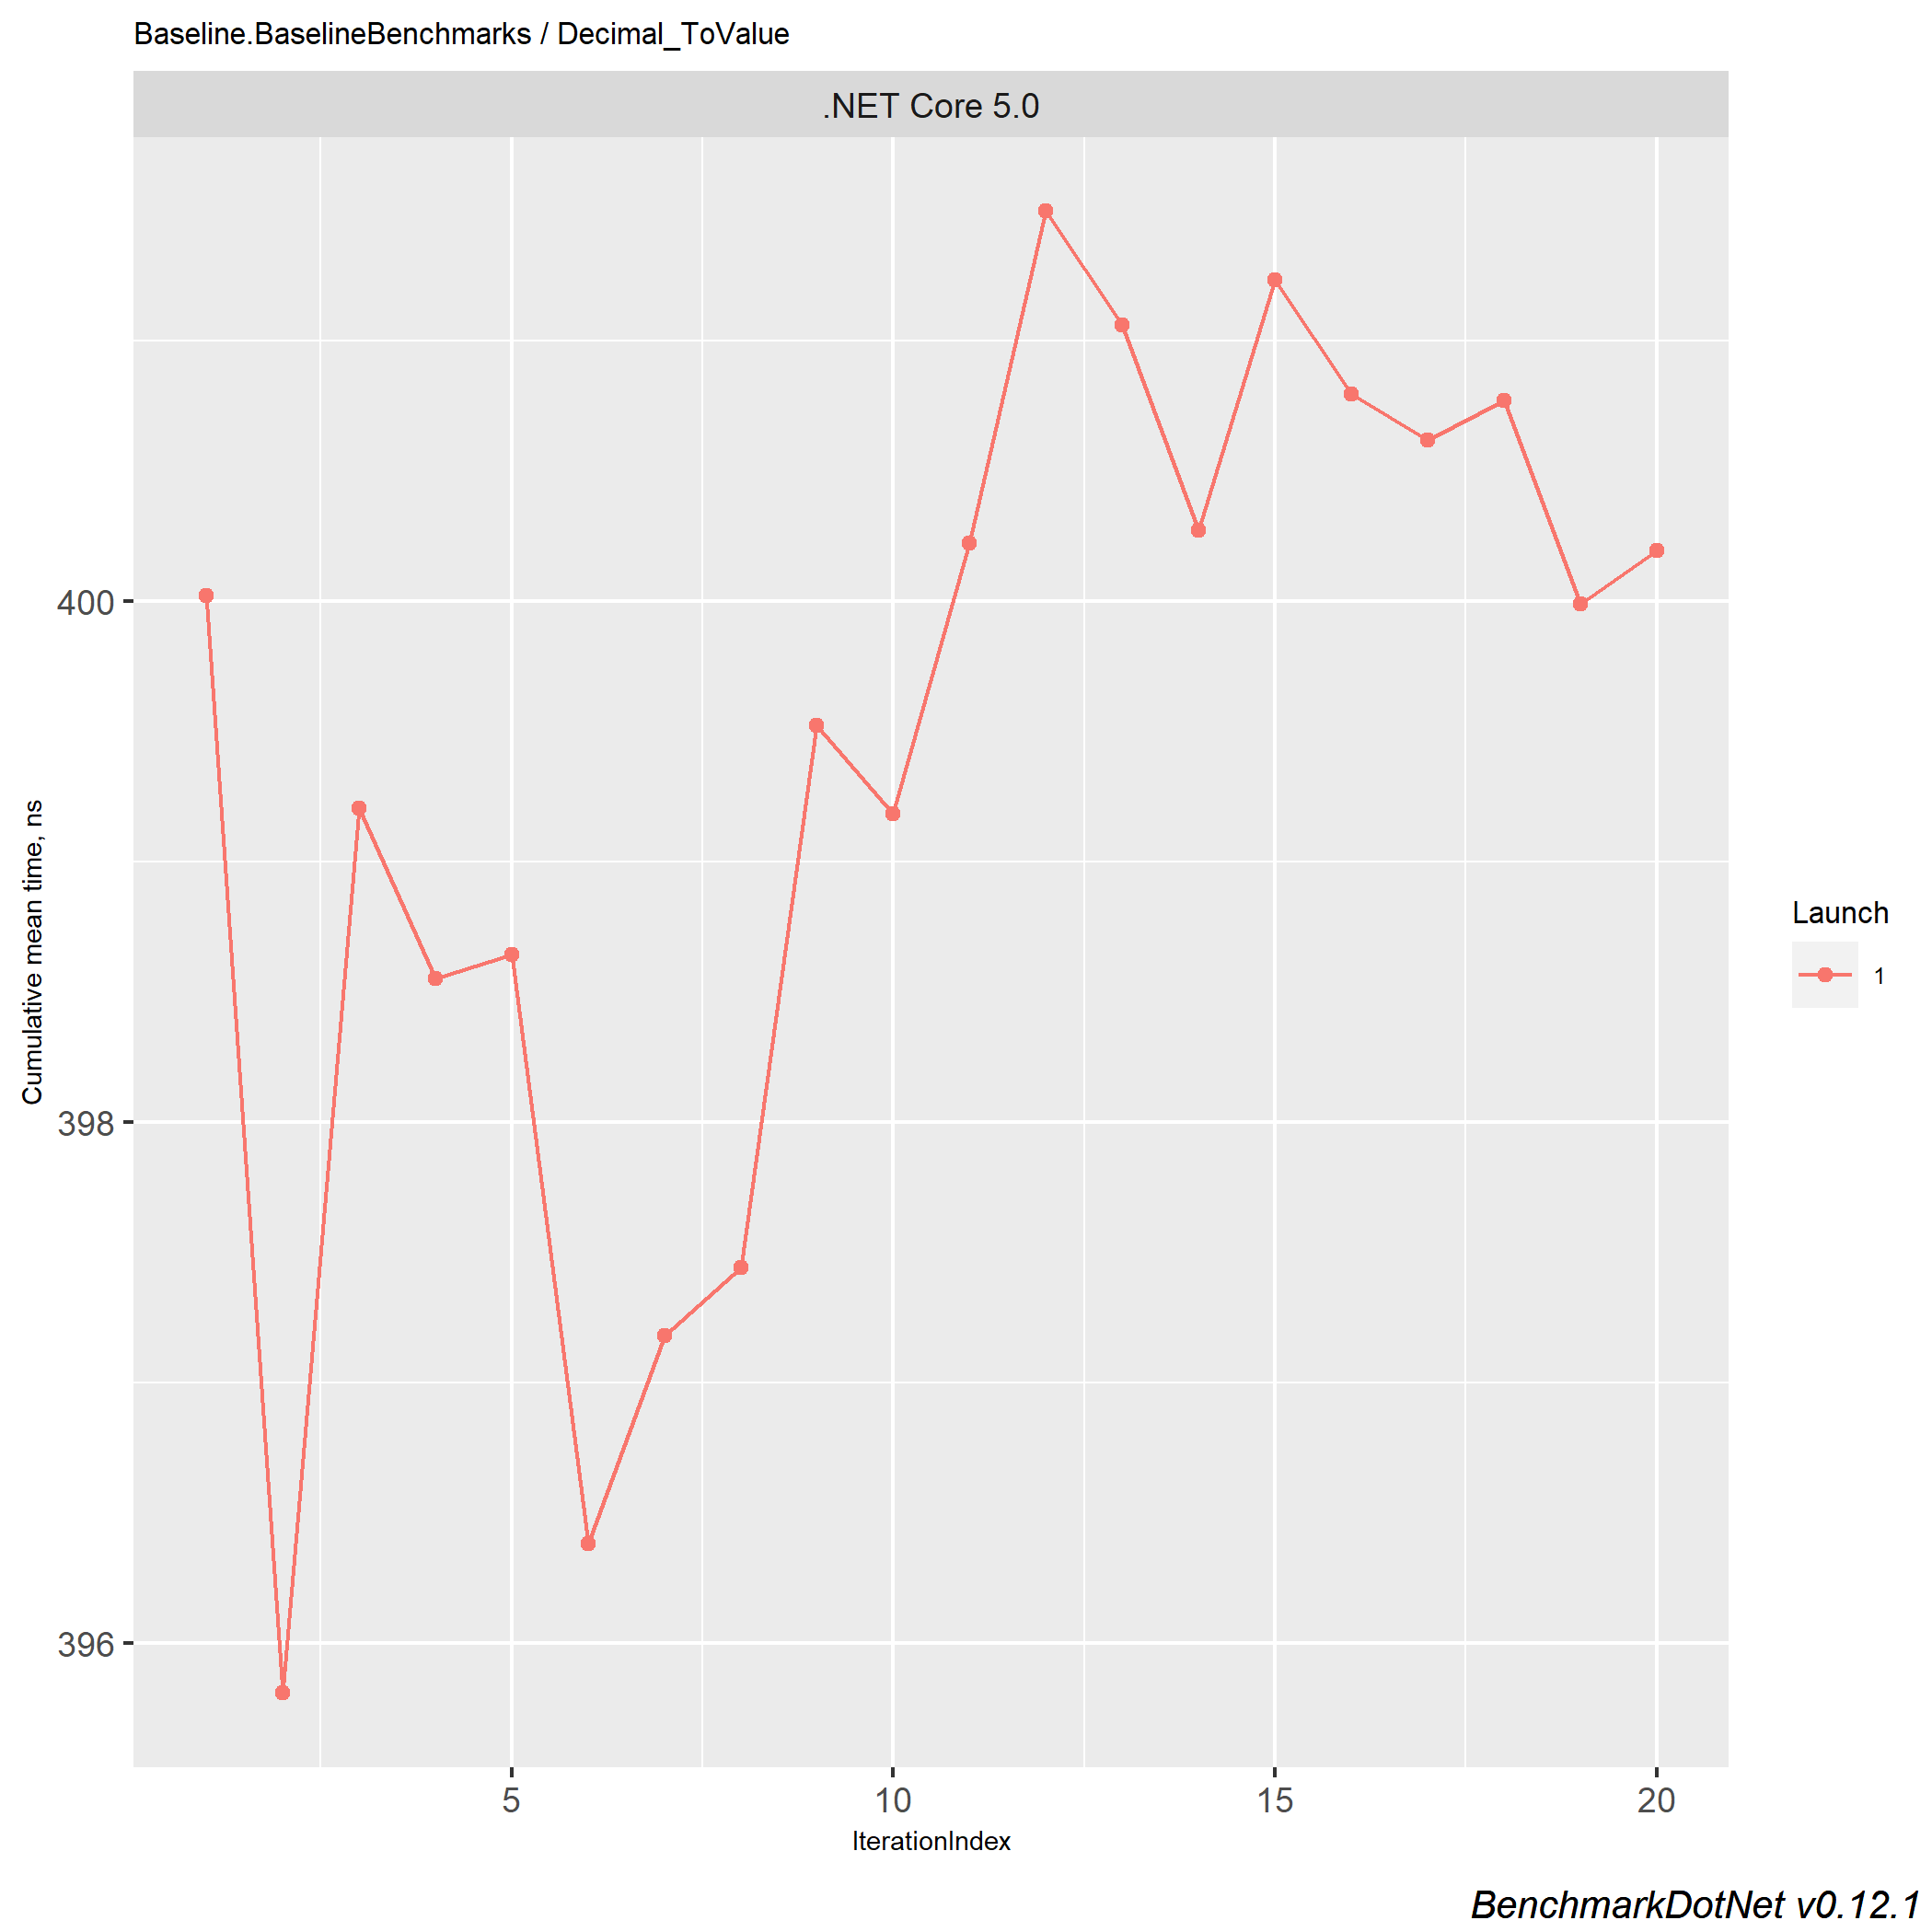 Baseline.BaselineBenchmarks / Decimal_ToValue
.NET Core 5.0
Cumulative mean time, ns
400
398
396
5 10 15 20
IterationIndex
Launch
1
BenchmarkDotNet v0.12.1